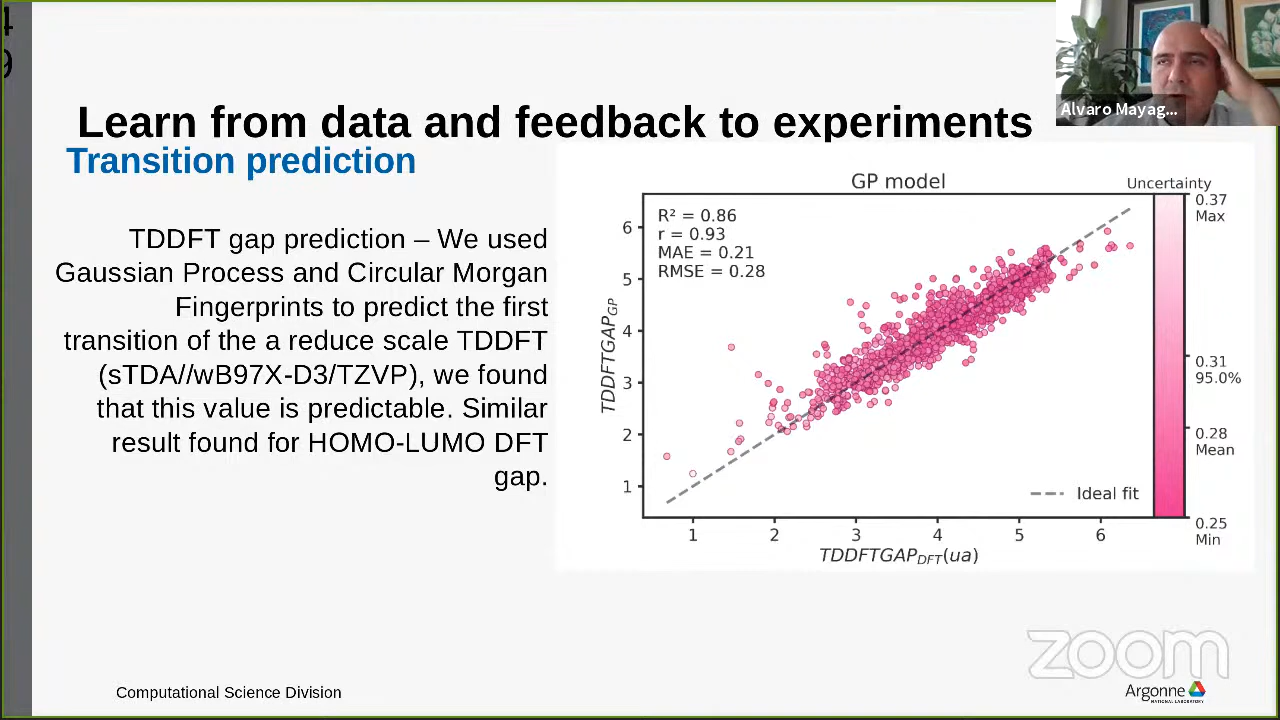 4
9
Alvaro Mayag...
Learn from data and feedback to experiments
Transition prediction
TDDFT gap prediction – We used
Gaussian Process and Circular Morgan
Fingerprints to predict the first
transition of the a reduce scale TDDFT
(sTDA//wB97X-D3/TZVP), we found
that this value is predictable. Similar
result found for HOMO-LUMO DFT
gap.
GP model
Uncertainty
R² = 0.86
r = 0.93
MAE = 0.21
RMSE = 0.28
6
5
4
3
2
1
TDDFTGAP_GP
Ideal fit
1 2 3 4 5 6
TDDFTGAP_DFT(ua)
0.37
Max
0.31
95.0%
0.28
Mean
0.25
Min
zoom
Computational Science Division
Argonne
NATIONAL LABORATORY